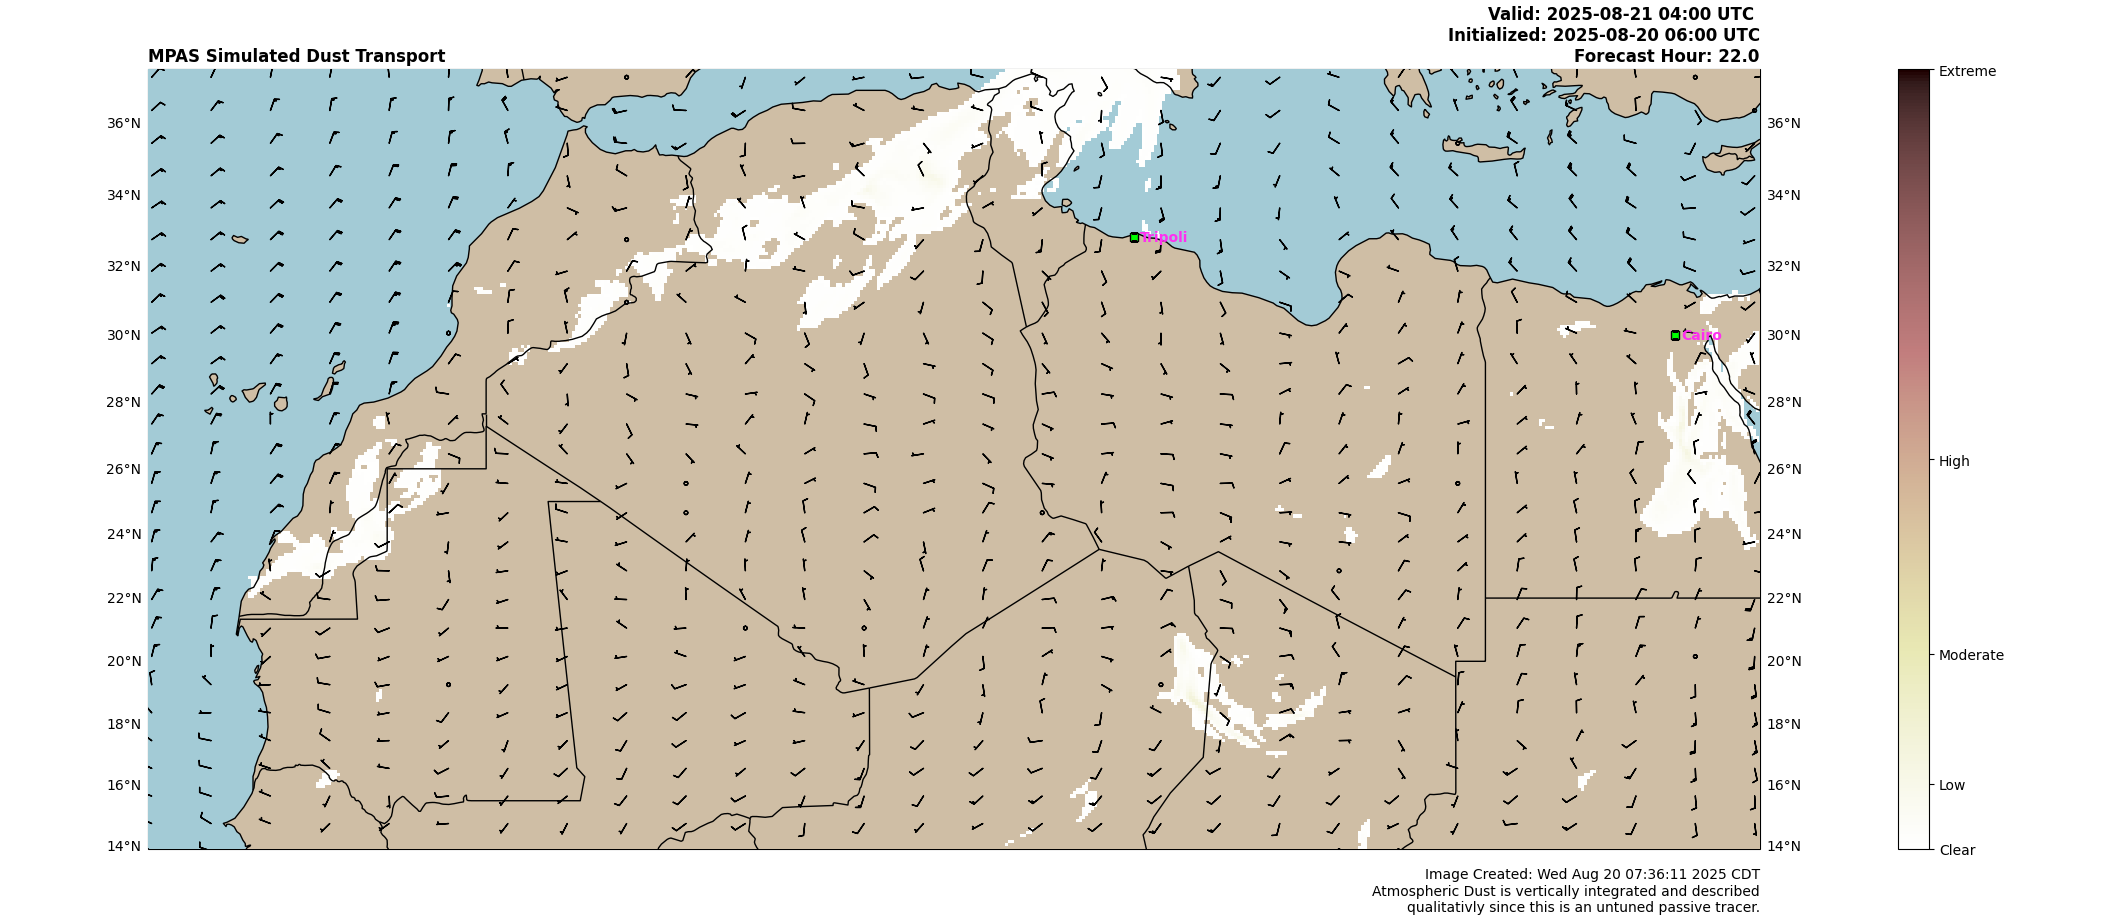 Valid: 2025-08-21 04:00 UTC
Initialized: 2025-08-20 06:00 UTC
MPAS Simulated Dust Transport
Forecast Hour: 22.0
Extreme
36°N
36°N
34°N
34°N
Tripoli
32°N
32°N
30°N
Cairo
30°N
28°N
28°N
26°N
26°N
High
24°N
24°N
22°N
22°N
20°N
20°N
Moderate
18°N
18°N
16°N
16°N
Low
14°N
14°N
Clear
Image Created: Wed Aug 20 07:36:11 2025 CDT
Atmospheric Dust is vertically integrated and described
qualitativly since this is an untuned passive tracer.